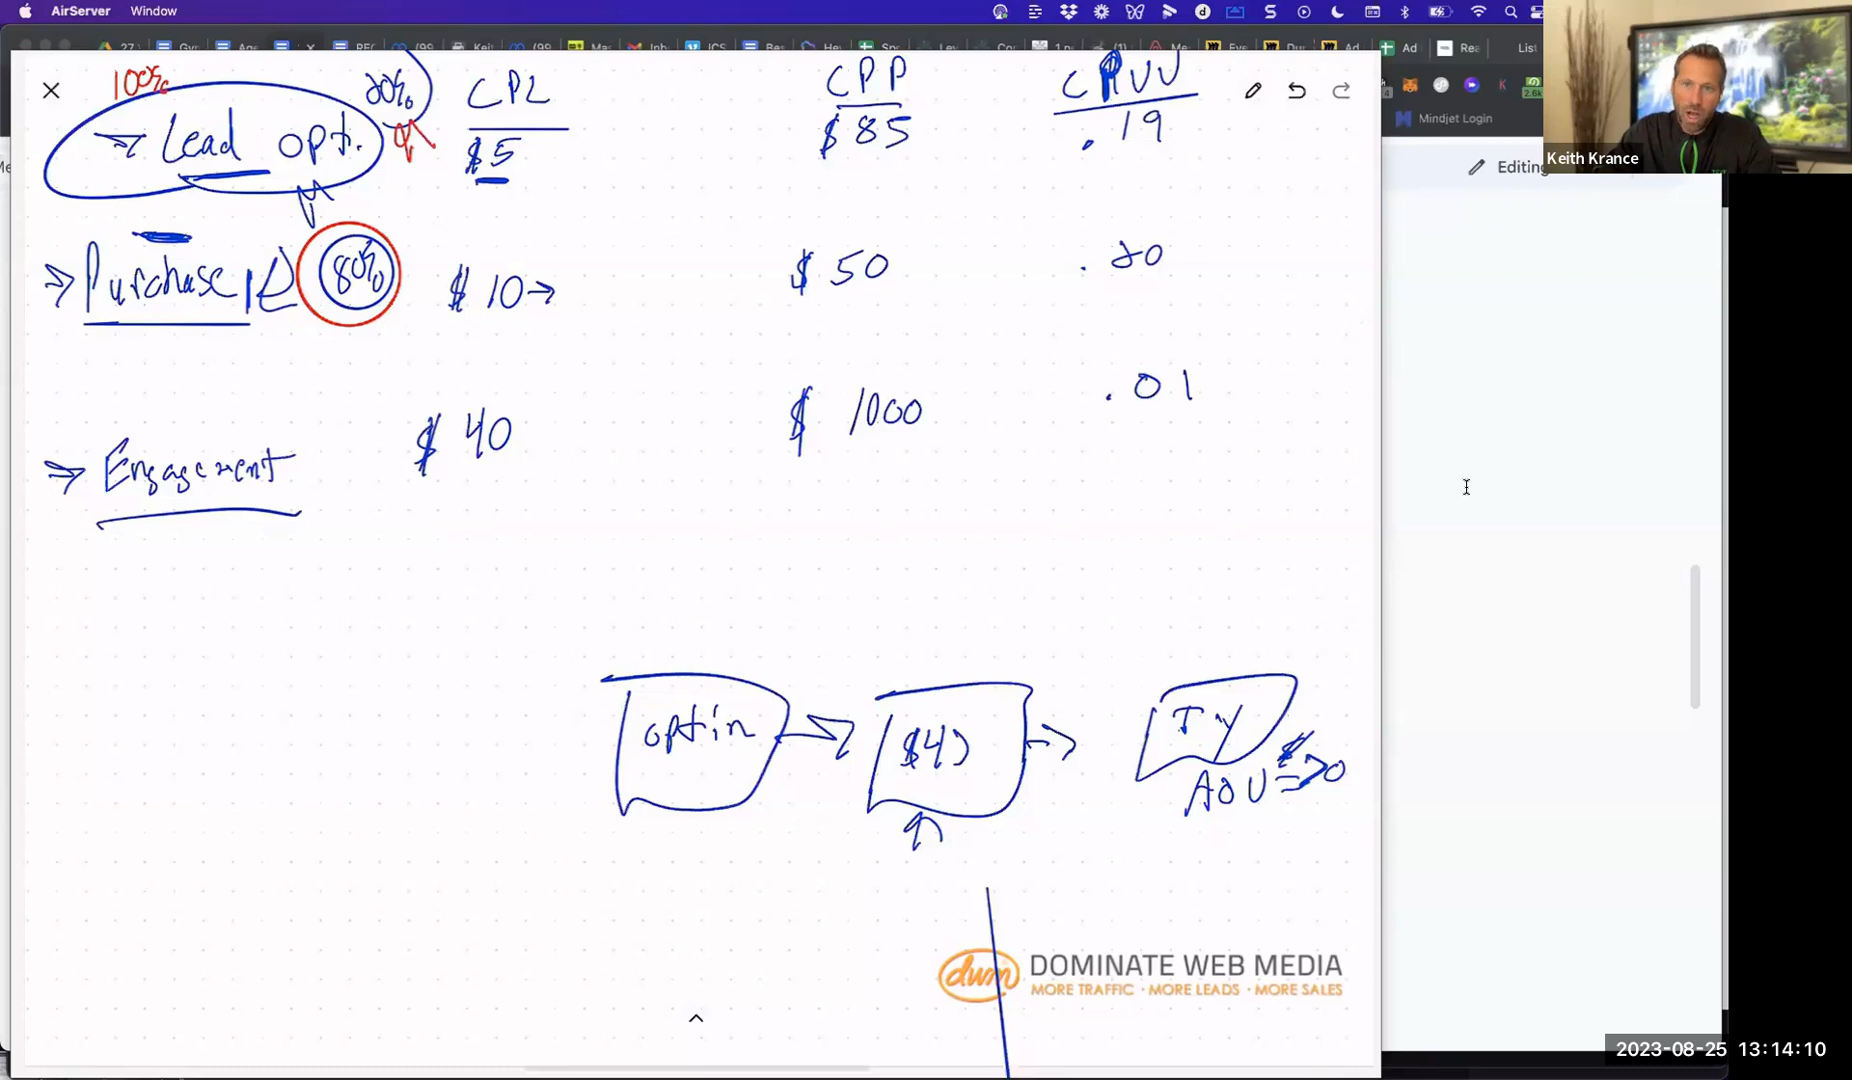 AirServer Window
Keith Krance
Mindjet Login
Editing
100%
20%
CPL
CPP
CPVV
Lead opt.
$5
$85
.19
Purchase
80%
$10
$50
.20
Engagement
$40
$1000
.01
optin
TY
AOV
DOMINATE WEB MEDIA
dwm
MORE TRAFFIC · MORE LEADS · MORE SALES
2023-08-25 13:14:10